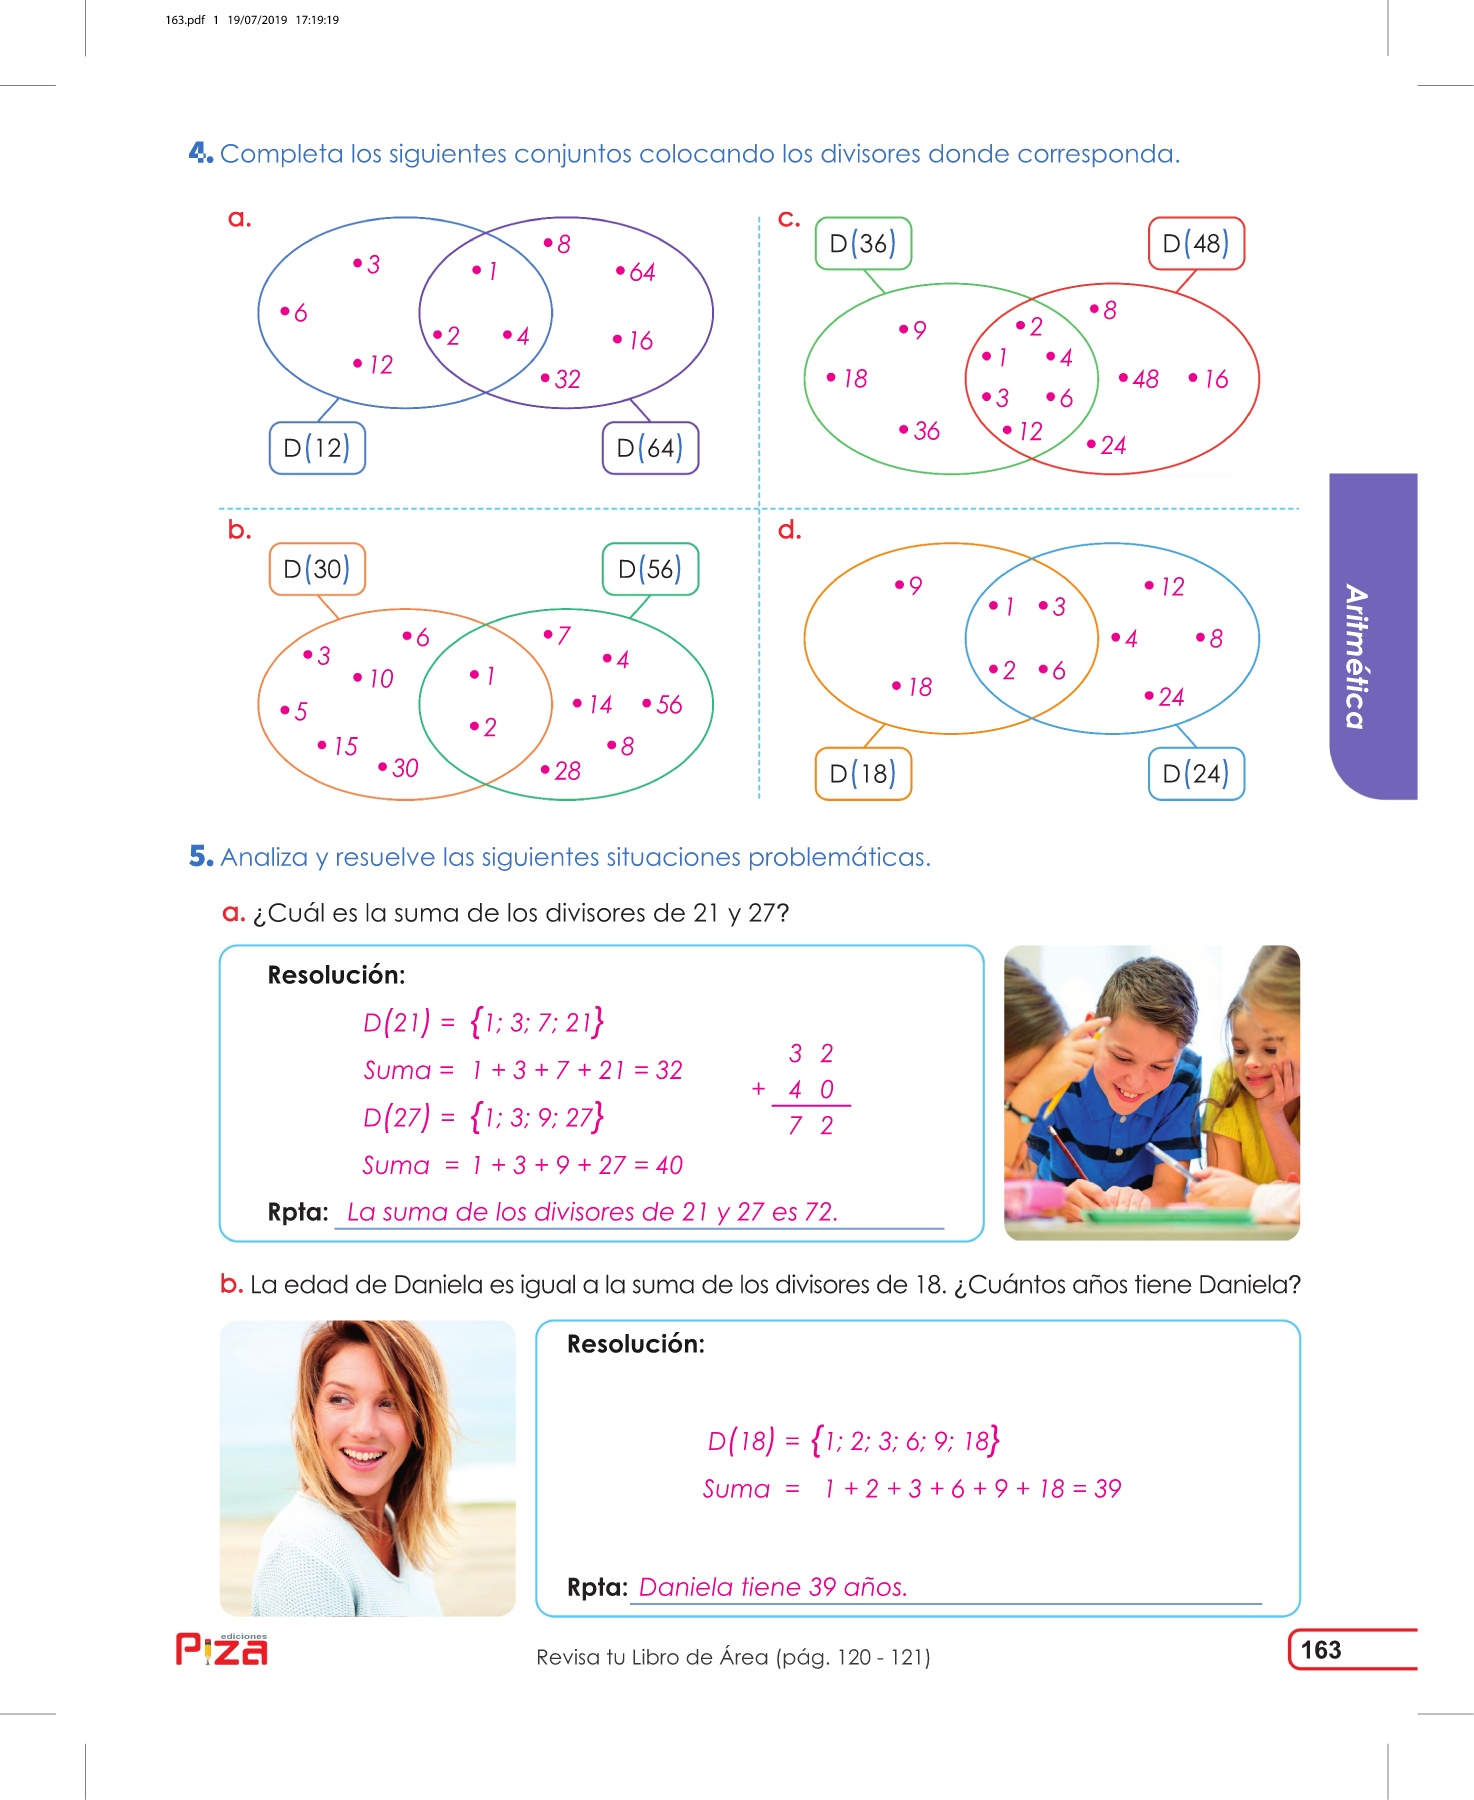 163.pdf 1 19/07/2019 17:19:19
4. Completa los siguientes conjuntos colocando los divisores donde corresponda.
a.
•3
•6
•12
•1
•2 •4
•8
•64
•16
•32
D(12)
D(64)
c.
D(36)
D(48)
•9
•18
•36
•2
•1 •4
•3 •6
•12
•8
•48 •16
•24
b.
D(30)
D(56)
•6
•3
•10
•5
•15
•30
•1
•2
•7
•4
•14 •56
•8
•28
d.
•9
•18
•1 •3
•2 •6
•12
•4 •8
•24
D(18)
D(24)
Aritmética
5. Analiza y resuelve las siguientes situaciones problemáticas.
a. ¿Cuál es la suma de los divisores de 21 y 27?
Resolución:
D(21) = {1; 3; 7; 21}
Suma = 1 + 3 + 7 + 21 = 32
D(27) = {1; 3; 9; 27}
Suma = 1 + 3 + 9 + 27 = 40
3 2
+ 4 0
7 2
Rpta: La suma de los divisores de 21 y 27 es 72.
b. La edad de Daniela es igual a la suma de los divisores de 18. ¿Cuántos años tiene Daniela?
Resolución:
D(18) = {1; 2; 3; 6; 9; 18}
Suma = 1 + 2 + 3 + 6 + 9 + 18 = 39
Rpta: Daniela tiene 39 años.
ediciones
Piza
Revisa tu Libro de Área (pág. 120 - 121)
163